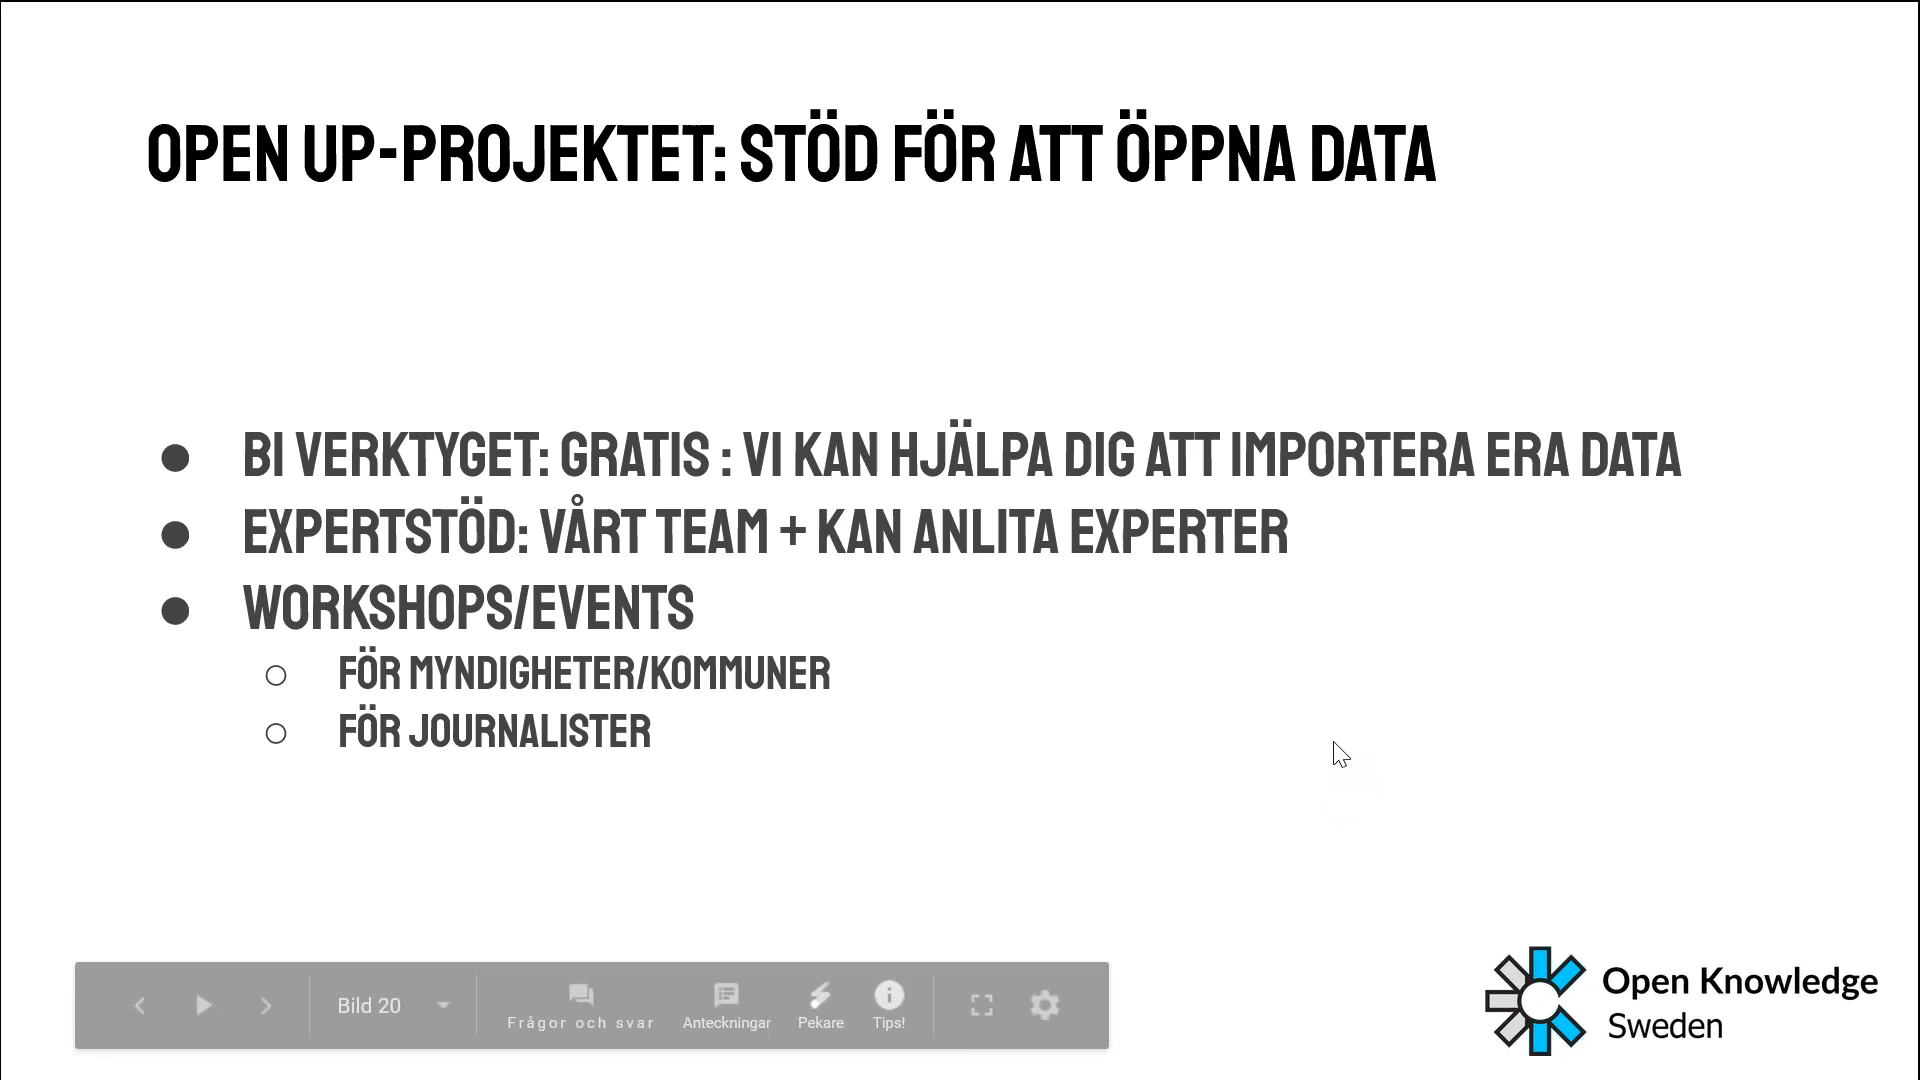 OPEN UP-PROJEKTET: STÖD FÖR ATT ÖPPNA DATA
● BI VERKTYGET: GRATIS : VI KAN HJÄLPA DIG ATT IMPORTERA ERA DATA
● EXPERTSTÖD: VÅRT TEAM + KAN ANLITA EXPERTER
● WORKSHOPS/EVENTS
○ FÖR MYNDIGHETER/KOMMUNER
○ FÖR JOURNALISTER
Bild 20
Frågor och svar
Anteckningar
Pekare
Tips!
Open Knowledge
Sweden